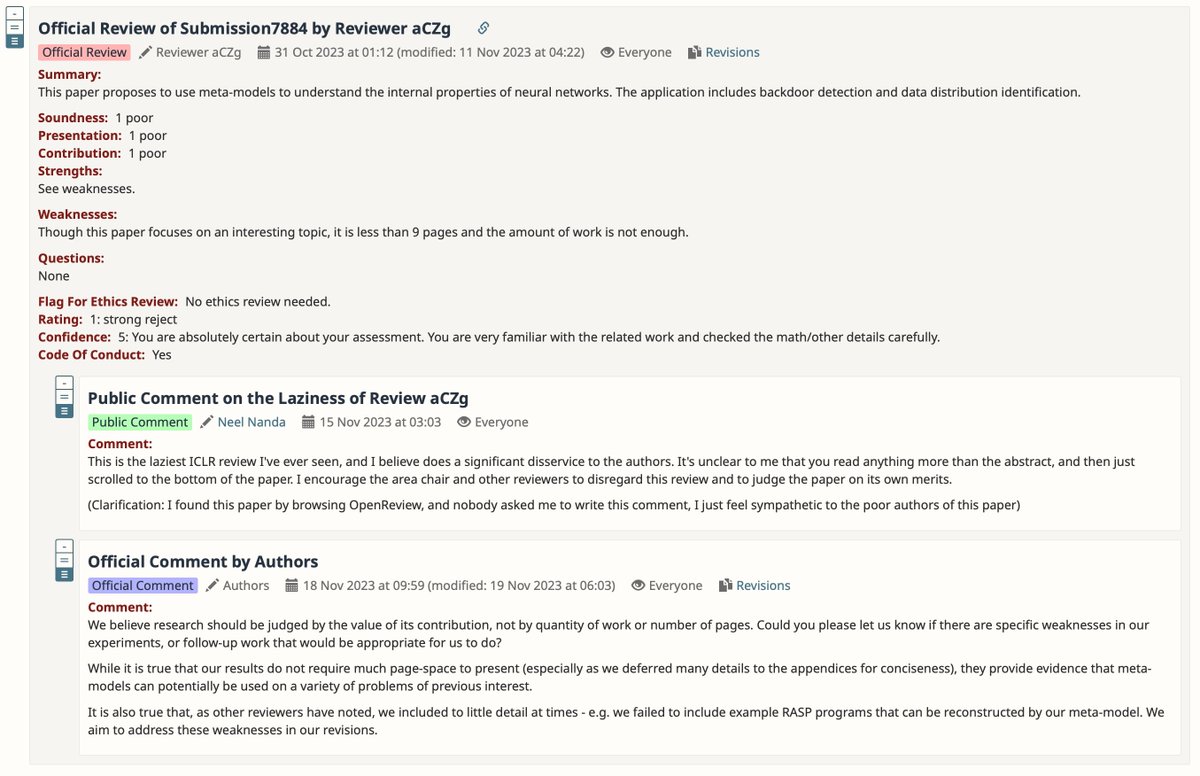 Official Review of Submission7884 by Reviewer aCZg
Official Review Reviewer aCZg 31 Oct 2023 at 01:12 (modified: 11 Nov 2023 at 04:22) Everyone Revisions
Summary:
This paper proposes to use meta-models to understand the internal properties of neural networks. The application includes backdoor detection and data distribution identification.
Soundness: 1 poor
Presentation: 1 poor
Contribution: 1 poor
Strengths:
See weaknesses.
Weaknesses:
Though this paper focuses on an interesting topic, it is less than 9 pages and the amount of work is not enough.
Questions:
None
Flag For Ethics Review: No ethics review needed.
Rating: 1: strong reject
Confidence: 5: You are absolutely certain about your assessment. You are very familiar with the related work and checked the math/other details carefully.
Code Of Conduct: Yes
Public Comment on the Laziness of Review aCZg
Public Comment Neel Nanda 15 Nov 2023 at 03:03 Everyone
Comment:
This is the laziest ICLR review I've ever seen, and I believe does a significant disservice to the authors. It's unclear to me that you read anything more than the abstract, and then just
scrolled to the bottom of the paper. I encourage the area chair and other reviewers to disregard this review and to judge the paper on its own merits.
(Clarification: I found this paper by browsing OpenReview, and nobody asked me to write this comment, I just feel sympathetic to the poor authors of this paper)
Official Comment by Authors
Official Comment Authors 18 Nov 2023 at 09:59 (modified: 19 Nov 2023 at 06:03) Everyone Revisions
Comment:
We believe research should be judged by the value of its contribution, not by quantity of work or number of pages. Could you please let us know if there are specific weaknesses in our
experiments, or follow-up work that would be appropriate for us to do?
While it is true that our results do not require much page-space to present (especially as we deferred many details to the appendices for conciseness), they provide evidence that meta-
models can potentially be used on a variety of problems of previous interest.
It is also true that, as other reviewers have noted, we included to little detail at times - e.g. we failed to include example RASP programs that can be reconstructed by our meta-model. We
aim to address these weaknesses in our revisions.